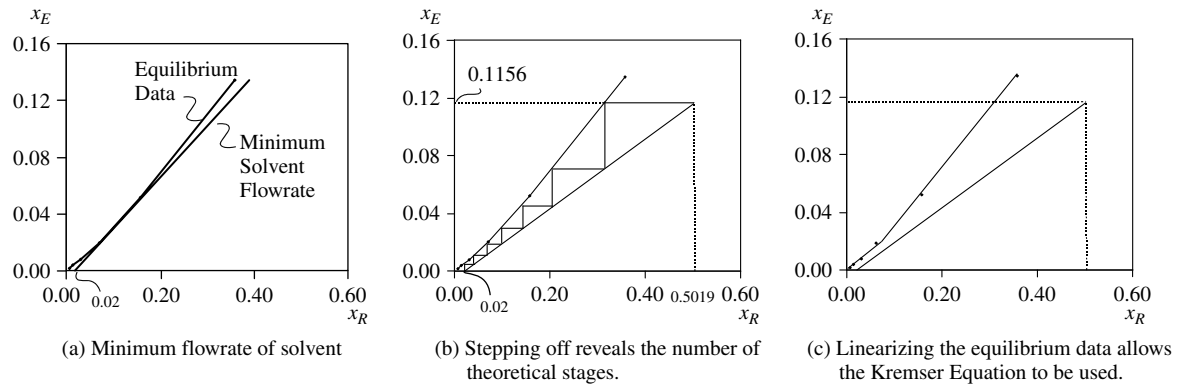 x_E
0.16
0.12
0.08
0.04
0.00
Equilibrium
Data
Minimum
Solvent
Flowrate
0.00
0.02
0.20
0.40
0.60
x_R
(a) Minimum flowrate of solvent
x_E
0.16
0.12
0.08
0.04
0.00
0.1156
0.00
0.02
0.20
0.40
0.5019
0.60
x_R
(b) Stepping off reveals the number of
theoretical stages.
x_E
0.16
0.12
0.08
0.04
0.00
0.00
0.20
0.40
0.60
x_R
(c) Linearizing the equilibrium data allows
the Kremser Equation to be used.